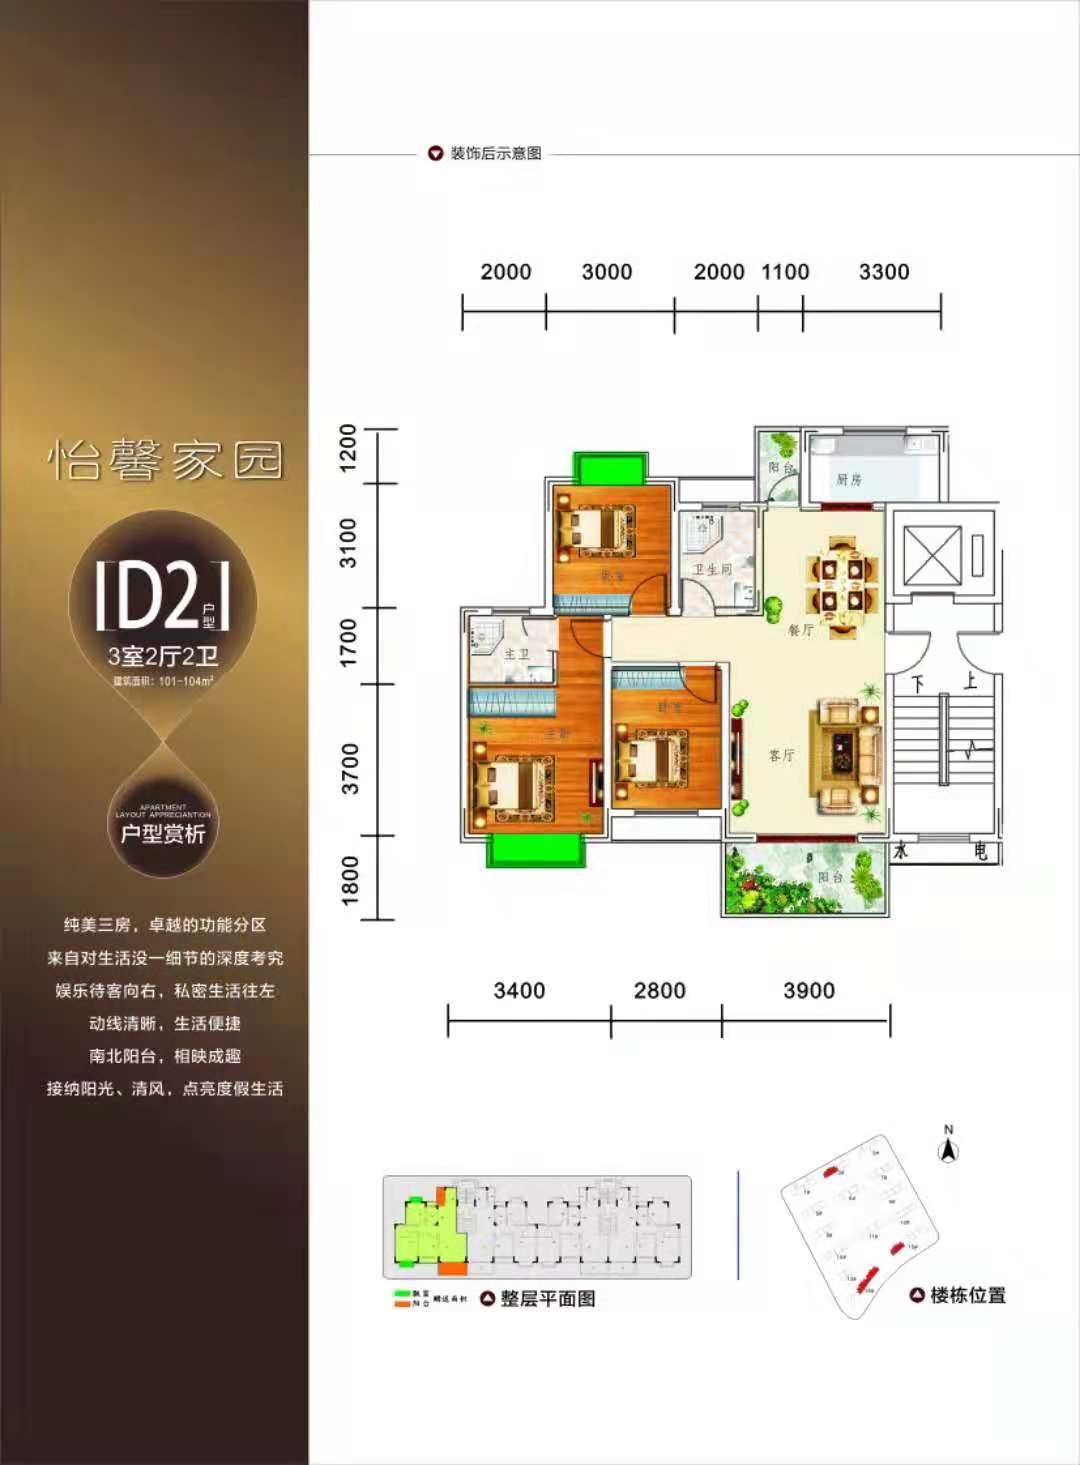 装饰后示意图
2000 3000 2000 1100 3300
1200
3100
1700
3700
1800
阳台
厨房
卧室
卫生间
餐厅
主卫
下 上
卧室
主卧
客厅
水 电
阳台
3400 2800 3900
怡馨家园
D2户型
3室2厅2卫
建筑面积：101-104m²
APARTMENT
LAYOUT APPRECIANTION
户型赏析
纯美三房，卓越的功能分区
来自对生活没一细节的深度考究
娱乐待客向右，私密生活往左
动线清晰，生活便捷
南北阳台，相映成趣
接纳阳光、清风，点亮度假生活
飘窗
阳台
赠送面积
整层平面图
N
楼栋位置